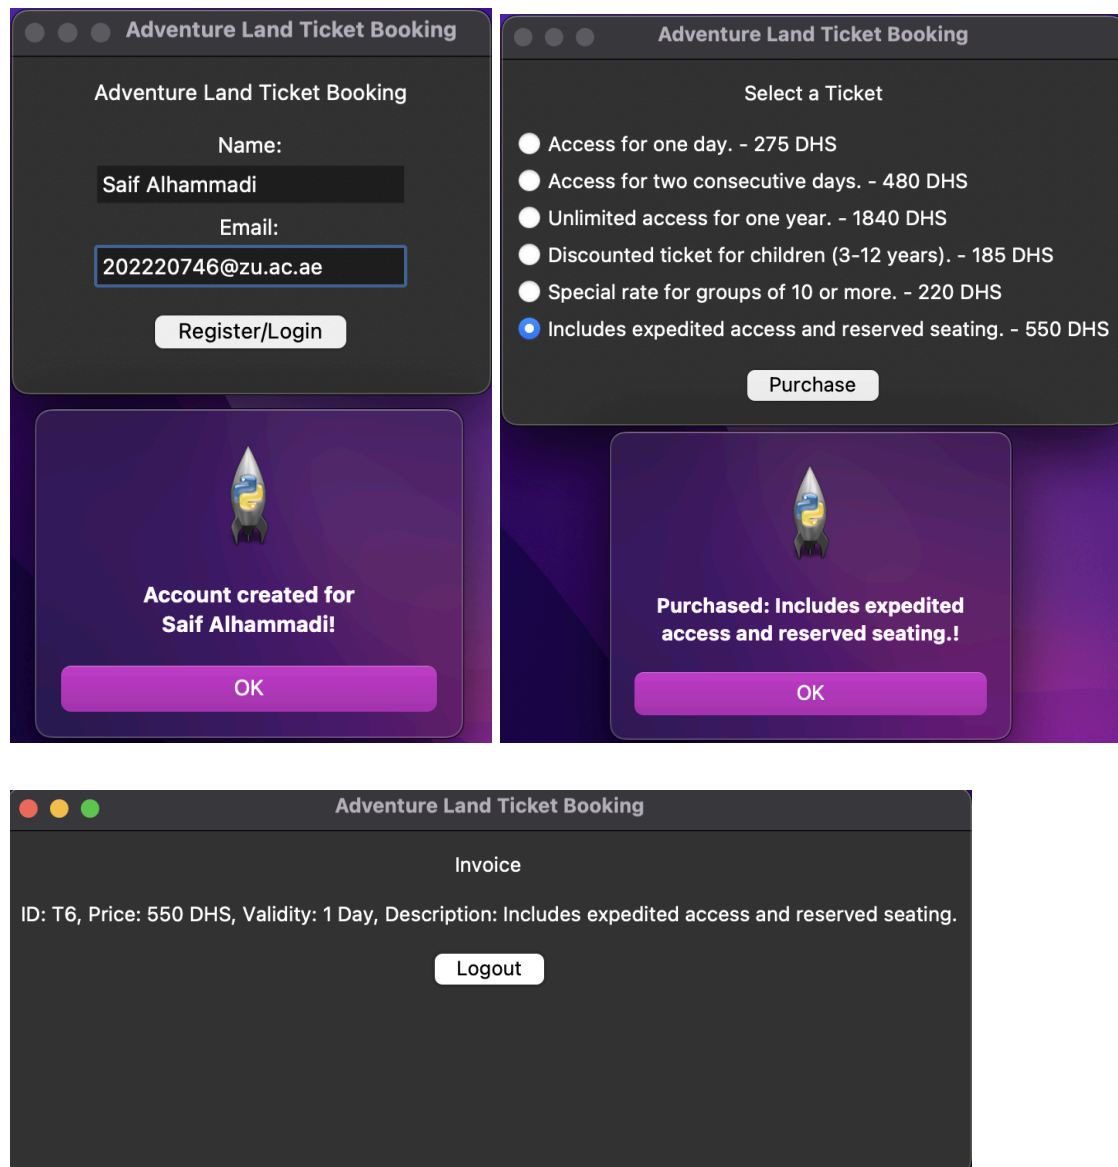 Adventure Land Ticket Booking
Adventure Land Ticket Booking
Name:
Saif Alhammadi
Email:
202220746@zu.ac.ae
Register/Login
Account created for
Saif Alhammadi!
OK
Adventure Land Ticket Booking
Select a Ticket
Access for one day. - 275 DHS
Access for two consecutive days. - 480 DHS
Unlimited access for one year. - 1840 DHS
Discounted ticket for children (3-12 years). - 185 DHS
Special rate for groups of 10 or more. - 220 DHS
Includes expedited access and reserved seating. - 550 DHS
Purchase
Purchased: Includes expedited
access and reserved seating.!
OK
Adventure Land Ticket Booking
Invoice
ID: T6, Price: 550 DHS, Validity: 1 Day, Description: Includes expedited access and reserved seating.
Logout